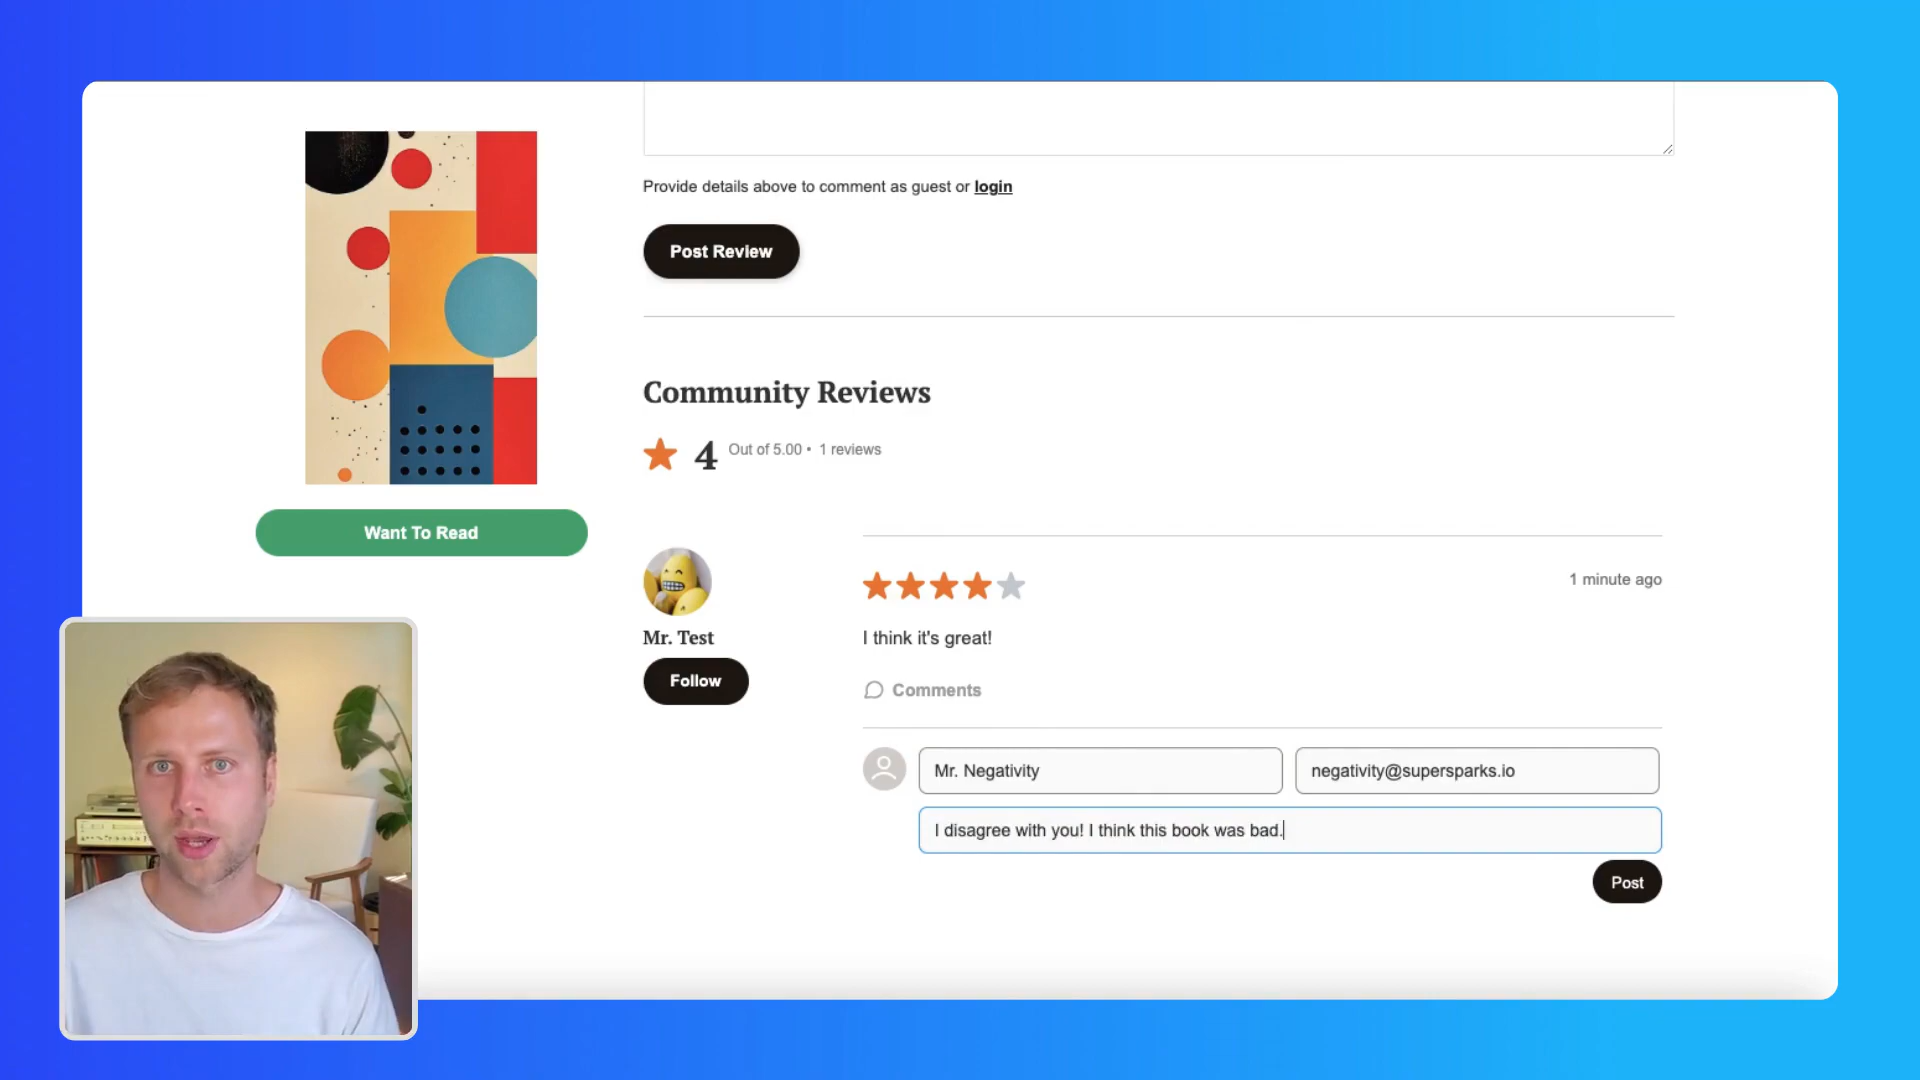 Provide details above to comment as guest or login
Post Review
Community Reviews
4 Out of 5.00 • 1 reviews
Want To Read
1 minute ago
Mr. Test
I think it's great!
Follow
Comments
Mr. Negativity
negativity@supersparks.io
I disagree with you! I think this book was bad.
Post